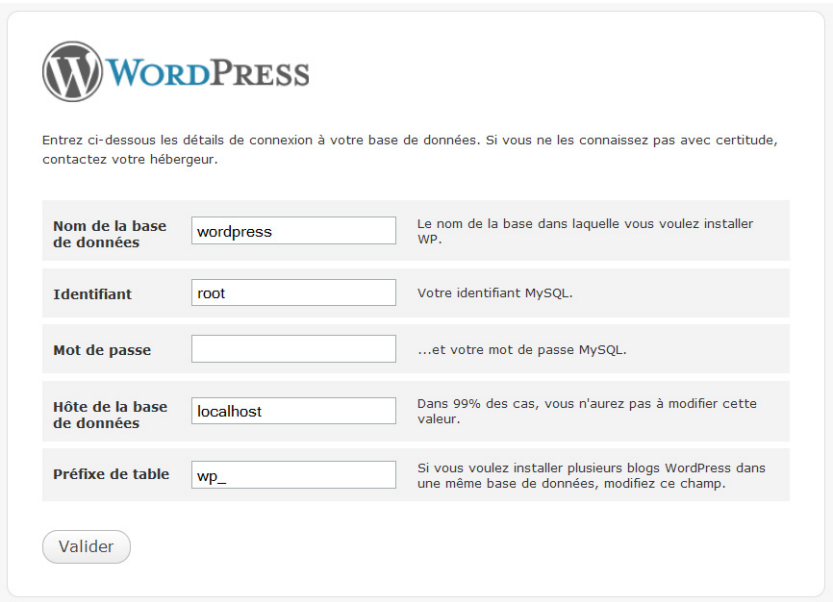 WORDPRESS
Entrez ci-dessous les détails de connexion à votre base de données. Si vous ne les connaissez pas avec certitude,
contactez votre hébergeur.
Nom de la base
de données
wordpress
Le nom de la base dans laquelle vous voulez installer
WP.
Identifiant
root
Votre identifiant MySQL.
Mot de passe
...et votre mot de passe MySQL.
Hôte de la base
de données
localhost
Dans 99% des cas, vous n'aurez pas à modifier cette
valeur.
Préfixe de table
wp_
Si vous voulez installer plusieurs blogs WordPress dans
une même base de données, modifiez ce champ.
Valider